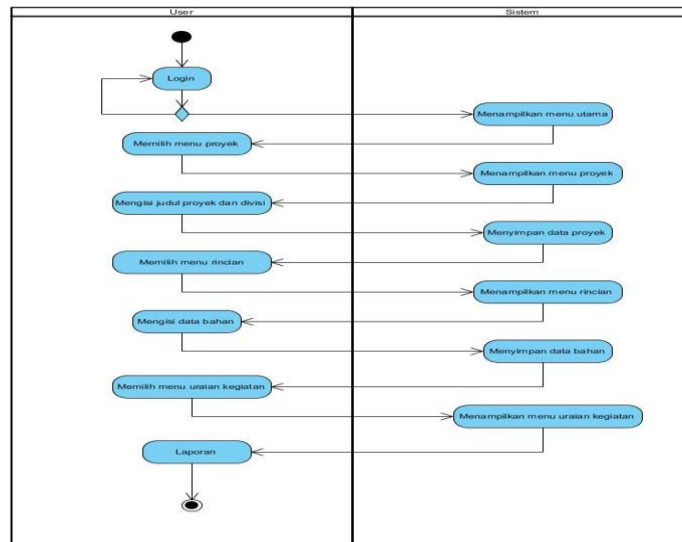 User
Sistem
Login
Menampilkan menu utama
Memilih menu proyek
Menampilkan menu proyek
Mengisi judul proyek dan divisi
Menyimpan data proyek
Memilih menu rincian
Menampilkan menu rincian
Mengisi data bahan
Menyimpan data bahan
Memilih menu uraian kegiatan
Menampilkan menu uraian kegiatan
Laporan